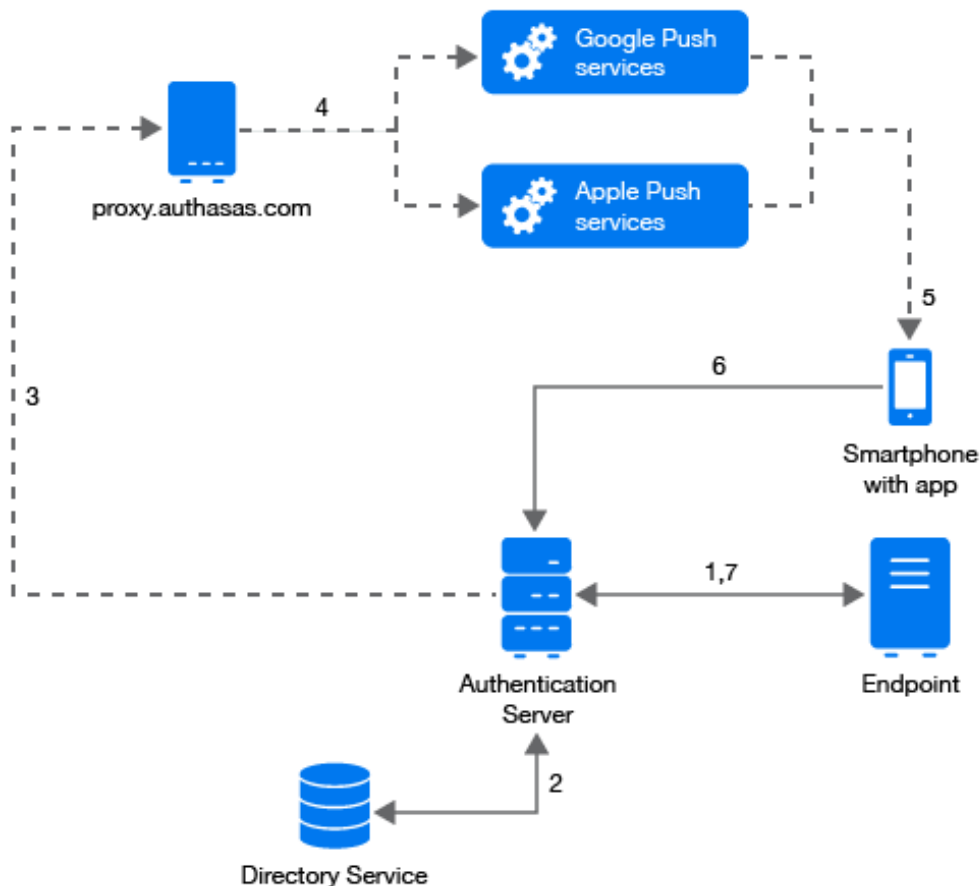 Google Push
services
4
proxy.authasas.com
Apple Push
services
5
3
6
Smartphone
with app
1,7
Authentication
Server
Endpoint
2
Directory Service